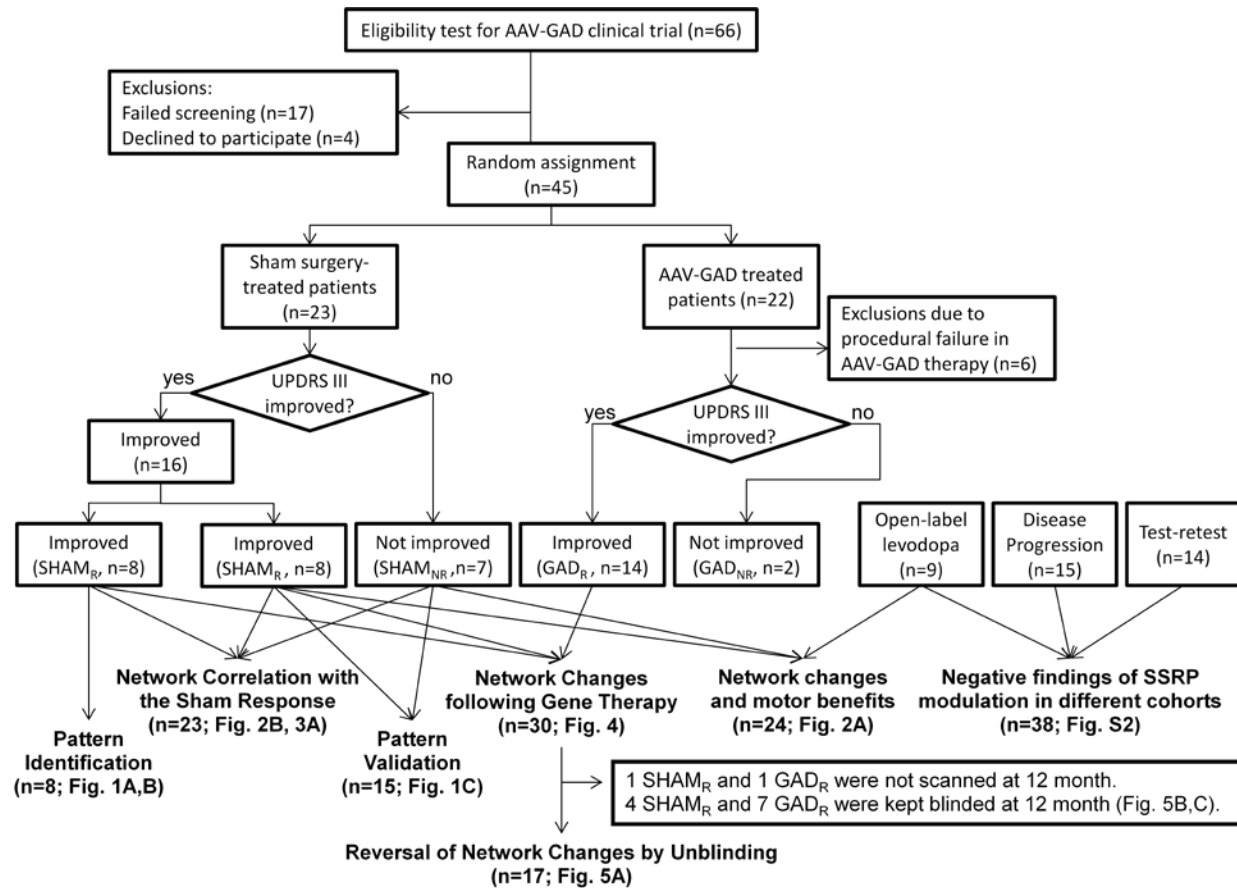 Eligibility test for AAV-GAD clinical trial (n=66)
Exclusions:
Failed screening (n=17)
Declined to participate (n=4)
Random assignment
(n=45)
Sham surgery-
treated patients
(n=23)
AAV-GAD treated
patients (n=22)
Exclusions due to
procedural failure in
AAV-GAD therapy (n=6)
yes
UPDRS III
improved?
no
yes
UPDRS III
improved?
no
Improved
(n=16)
Improved
(SHAMR, n=8)
Improved
(SHAMR, n=8)
Not improved
(SHAMNR,n=7)
Improved
(GADR, n=14)
Not improved
(GADNR, n=2)
Open-label
levodopa
(n=9)
Disease
Progression
(n=15)
Test-retest
(n=14)
Network Correlation with
the Sham Response
(n=23; Fig. 2B, 3A)
Network Changes
following Gene Therapy
(n=30; Fig. 4)
Network changes
and motor benefits
(n=24; Fig. 2A)
Negative findings of SSRP
modulation in different cohorts
(n=38; Fig. S2)
Pattern
Identification
(n=8; Fig. 1A,B)
Pattern
Validation
(n=15; Fig. 1C)
1 SHAMR and 1 GADR were not scanned at 12 month.
4 SHAMR and 7 GADR were kept blinded at 12 month (Fig. 5B,C).
Reversal of Network Changes by Unblinding
(n=17; Fig. 5A)